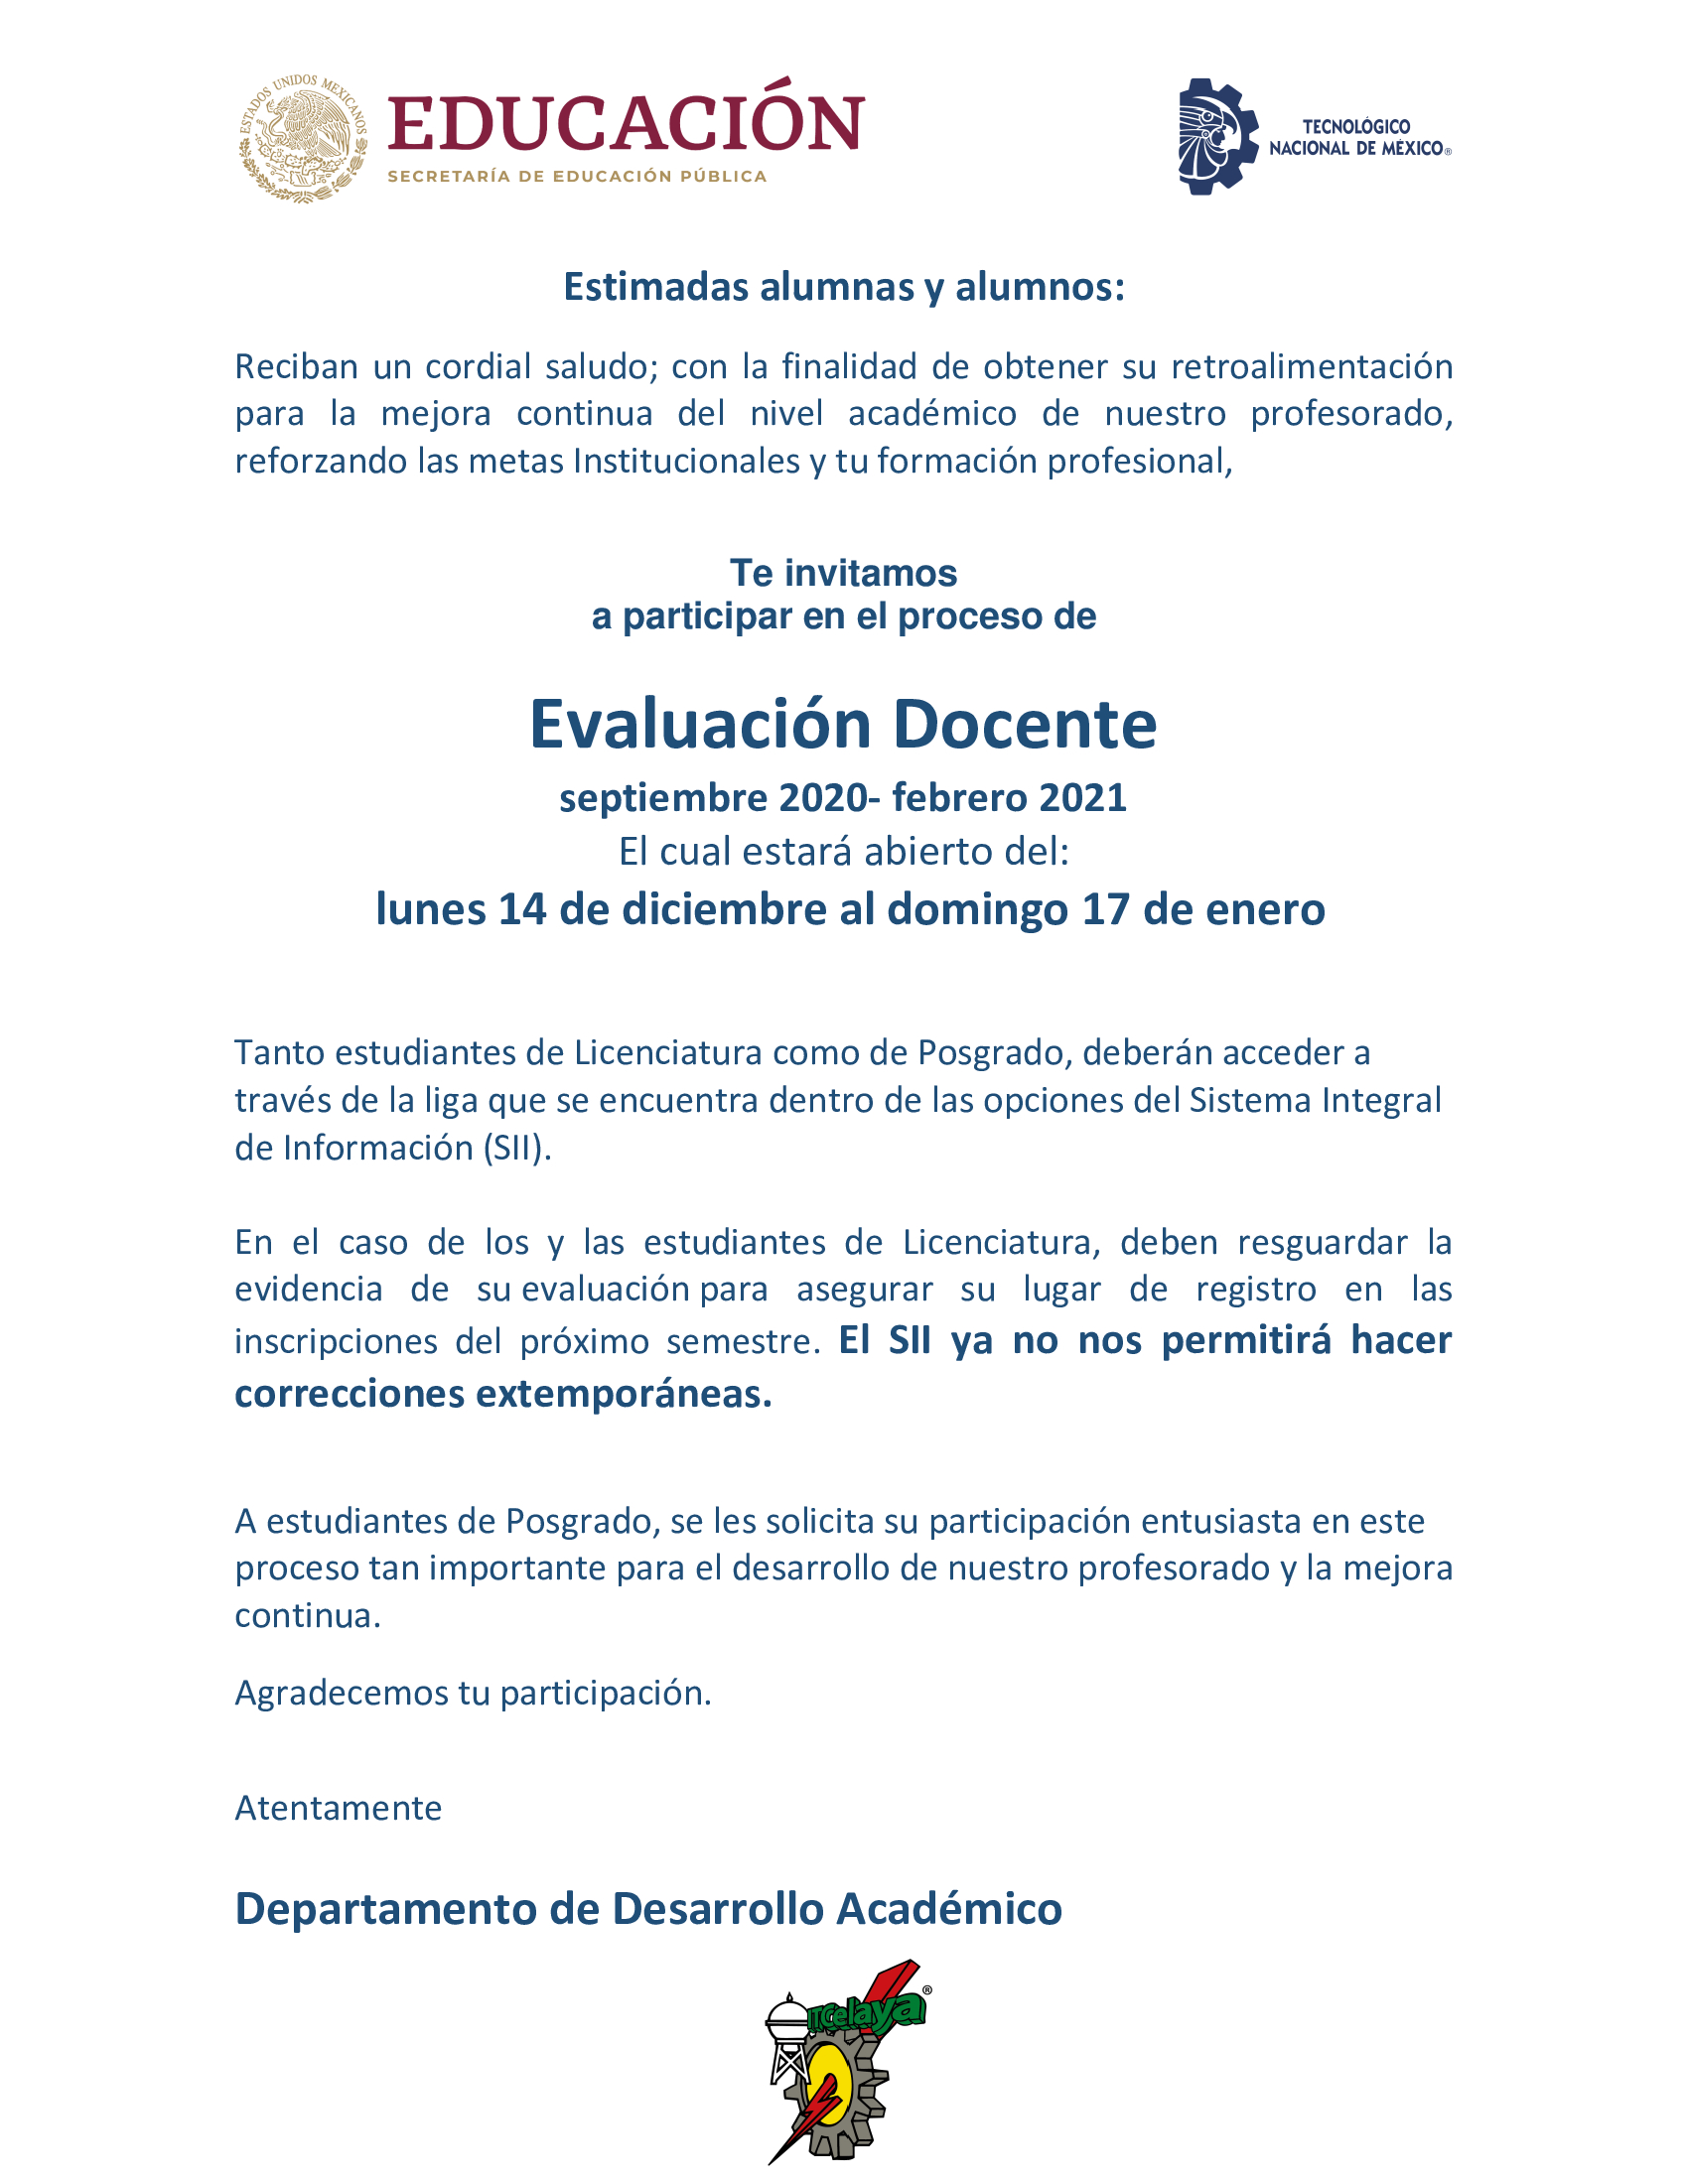 ESTADOS UNIDOS MEXICANOS
EDUCACIÓN
SECRETARÍA DE EDUCACIÓN PÚBLICA
TECNOLÓGICO
NACIONAL DE MÉXICO®
Estimadas alumnas y alumnos:
Reciban un cordial saludo; con la finalidad de obtener su retroalimentación
para la mejora continua del nivel académico de nuestro profesorado,
reforzando las metas Institucionales y tu formación profesional,
Te invitamos
a participar en el proceso de
Evaluación Docente
septiembre 2020- febrero 2021
El cual estará abierto del:
lunes 14 de diciembre al domingo 17 de enero
Tanto estudiantes de Licenciatura como de Posgrado, deberán acceder a
través de la liga que se encuentra dentro de las opciones del Sistema Integral
de Información (SII).
En el caso de los y las estudiantes de Licenciatura, deben resguardar la
evidencia de su evaluación para asegurar su lugar de registro en las
inscripciones del próximo semestre. El SII ya no nos permitirá hacer
correcciones extemporáneas.
A estudiantes de Posgrado, se les solicita su participación entusiasta en este
proceso tan importante para el desarrollo de nuestro profesorado y la mejora
continua.
Agradecemos tu participación.
Atentamente
Departamento de Desarrollo Académico
ITCelaya®